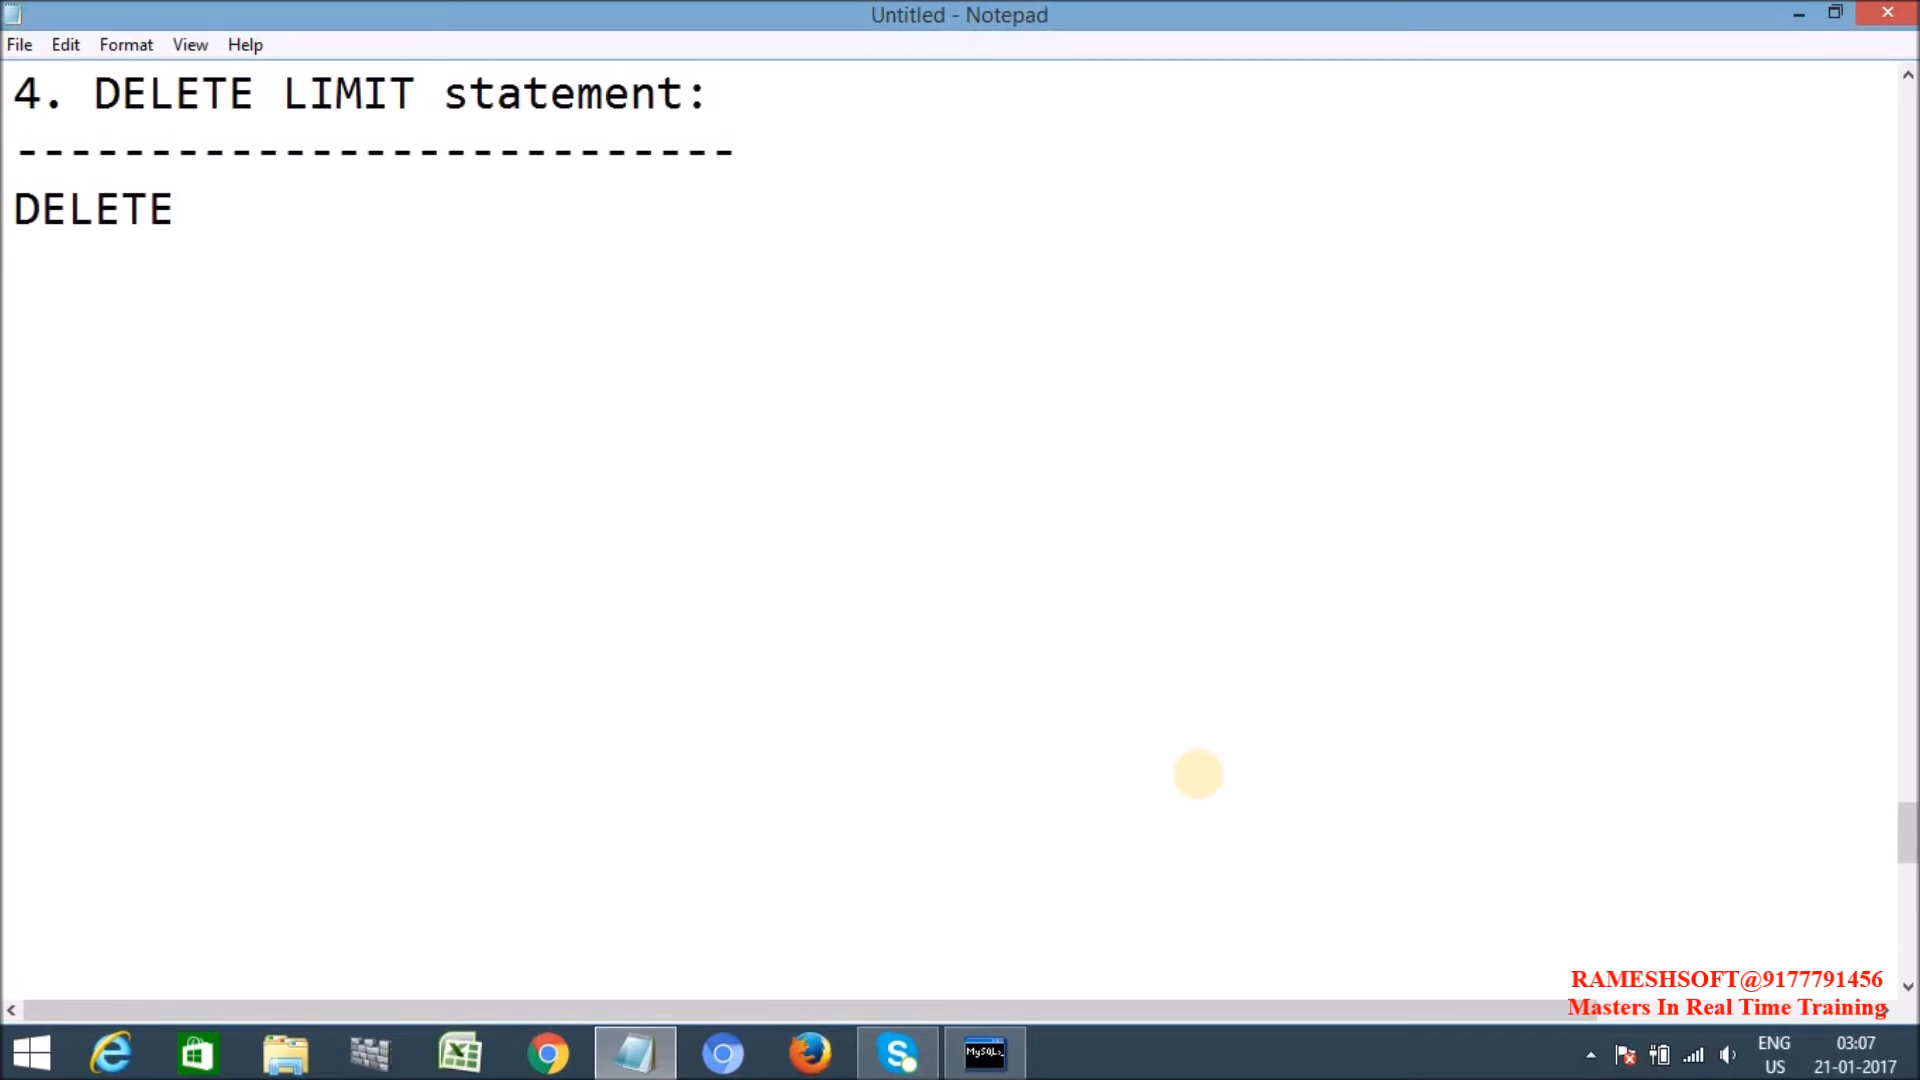 Untitled - Notepad
File Edit Format View Help
4. DELETE LIMIT statement:
---------------------------
DELETE
RAMESHSOFT@9177791456
Masters In Real Time Training
MySQL
ENG 03:07
US 21-01-2017